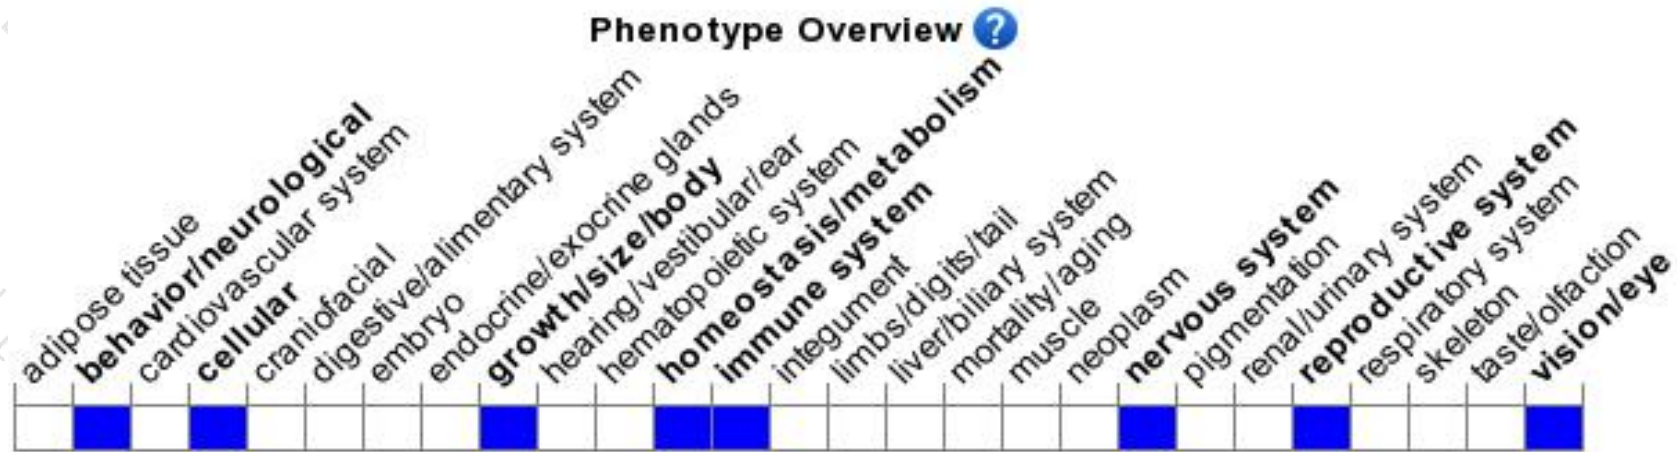 Phenotype Overview ?
adipose tissue
behavior/neurological
cardiovascular system
cellular
craniofacial
digestive/alimentary system
embryo
endocrine/exocrine glands
growth/size/body
hearing/vestibular/ear
hematopoietic system
homeostasis/metabolism
immune system
integument
limbs/digits/tail
liver/biliary system
mortality/aging
muscle
neoplasm
nervous system
pigmentation
renal/urinary system
reproductive system
respiratory system
skeleton
taste/olfaction
vision/eye